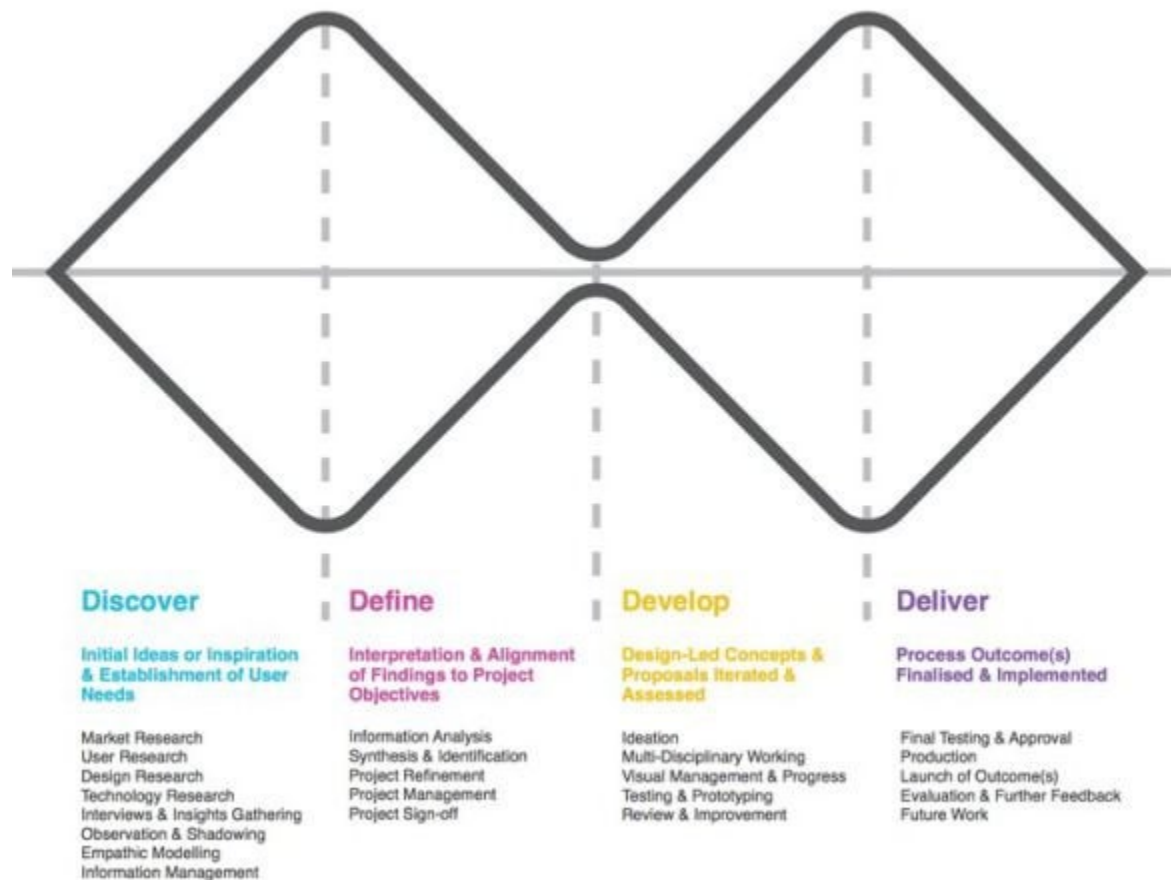 Discover
Initial Ideas or Inspiration
& Establishment of User
Needs
Market Research
User Research
Design Research
Technology Research
Interviews & Insights Gathering
Observation & Shadowing
Empathic Modelling
Information Management
Define
Interpretation & Alignment
of Findings to Project
Objectives
Information Analysis
Synthesis & Identification
Project Refinement
Project Management
Project Sign-off
Develop
Design-Led Concepts &
Proposals Iterated &
Assessed
Ideation
Multi-Disciplinary Working
Visual Management & Progress
Testing & Prototyping
Review & Improvement
Deliver
Process Outcome(s)
Finalised & Implemented
Final Testing & Approval
Production
Launch of Outcome(s)
Evaluation & Further Feedback
Future Work